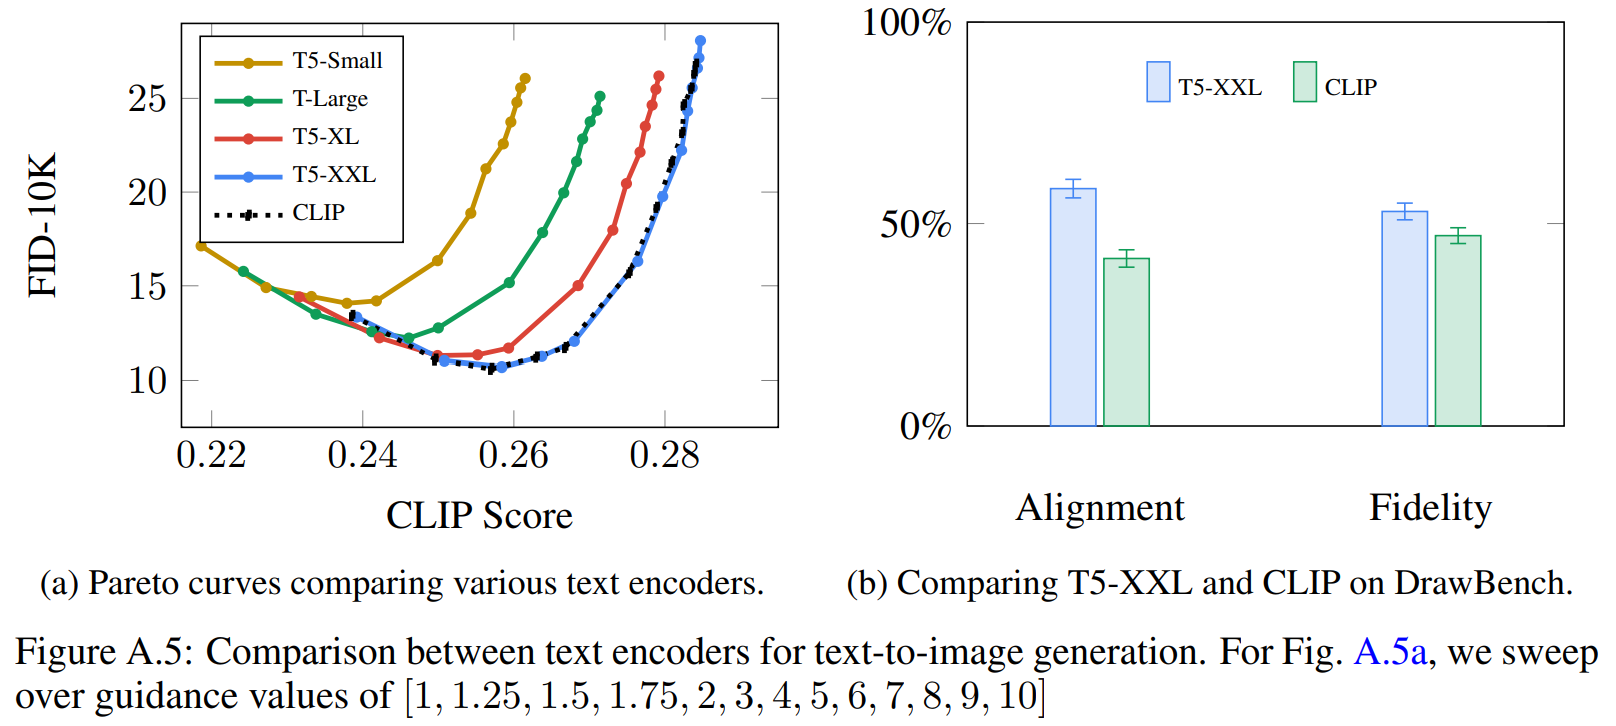 T5-Small
T-Large
T5-XL
T5-XXL
CLIP
25
20
15
10
FID-10K
0.22 0.24 0.26 0.28
CLIP Score
(a) Pareto curves comparing various text encoders.
100%
50%
0%
T5-XXL CLIP
Alignment Fidelity
(b) Comparing T5-XXL and CLIP on DrawBench.
Figure A.5: Comparison between text encoders for text-to-image generation. For Fig. A.5a, we sweep
over guidance values of [1, 1.25, 1.5, 1.75, 2, 3, 4, 5, 6, 7, 8, 9, 10]